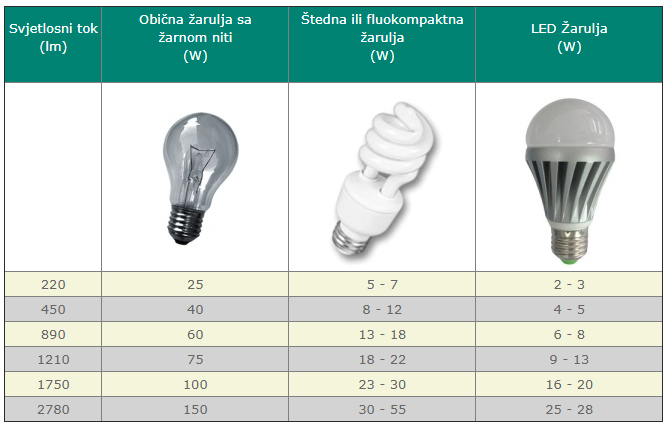 Svjetlosni tok
(lm)
Obična žarulja sa
žarnom niti
(W)
Štedna ili fluokompaktna
žarulja
(W)
LED Žarulja
(W)
220 25 5 - 7 2 - 3
450 40 8 - 12 4 - 5
890 60 13 - 18 6 - 8
1210 75 18 - 22 9 - 13
1750 100 23 - 30 16 - 20
2780 150 30 - 55 25 - 28